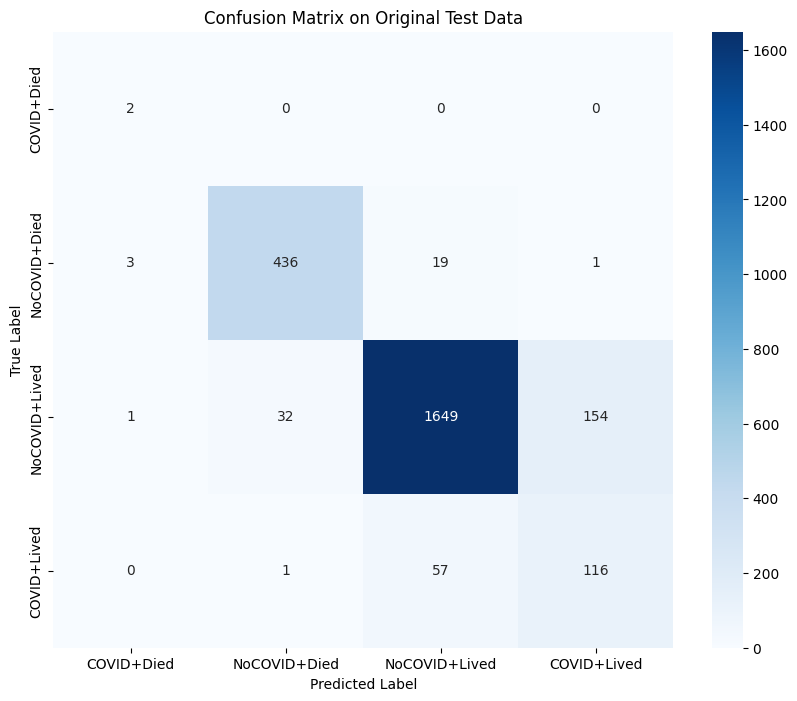 Confusion Matrix on Original Test Data
True Label
COVID+Died
2 0 0 0
NoCOVID+Died
3 436 19 1
NoCOVID+Lived
1 32 1649 154
COVID+Lived
0 1 57 116
COVID+Died NoCOVID+Died NoCOVID+Lived COVID+Lived
Predicted Label
1600
1400
1200
1000
800
600
400
200
0